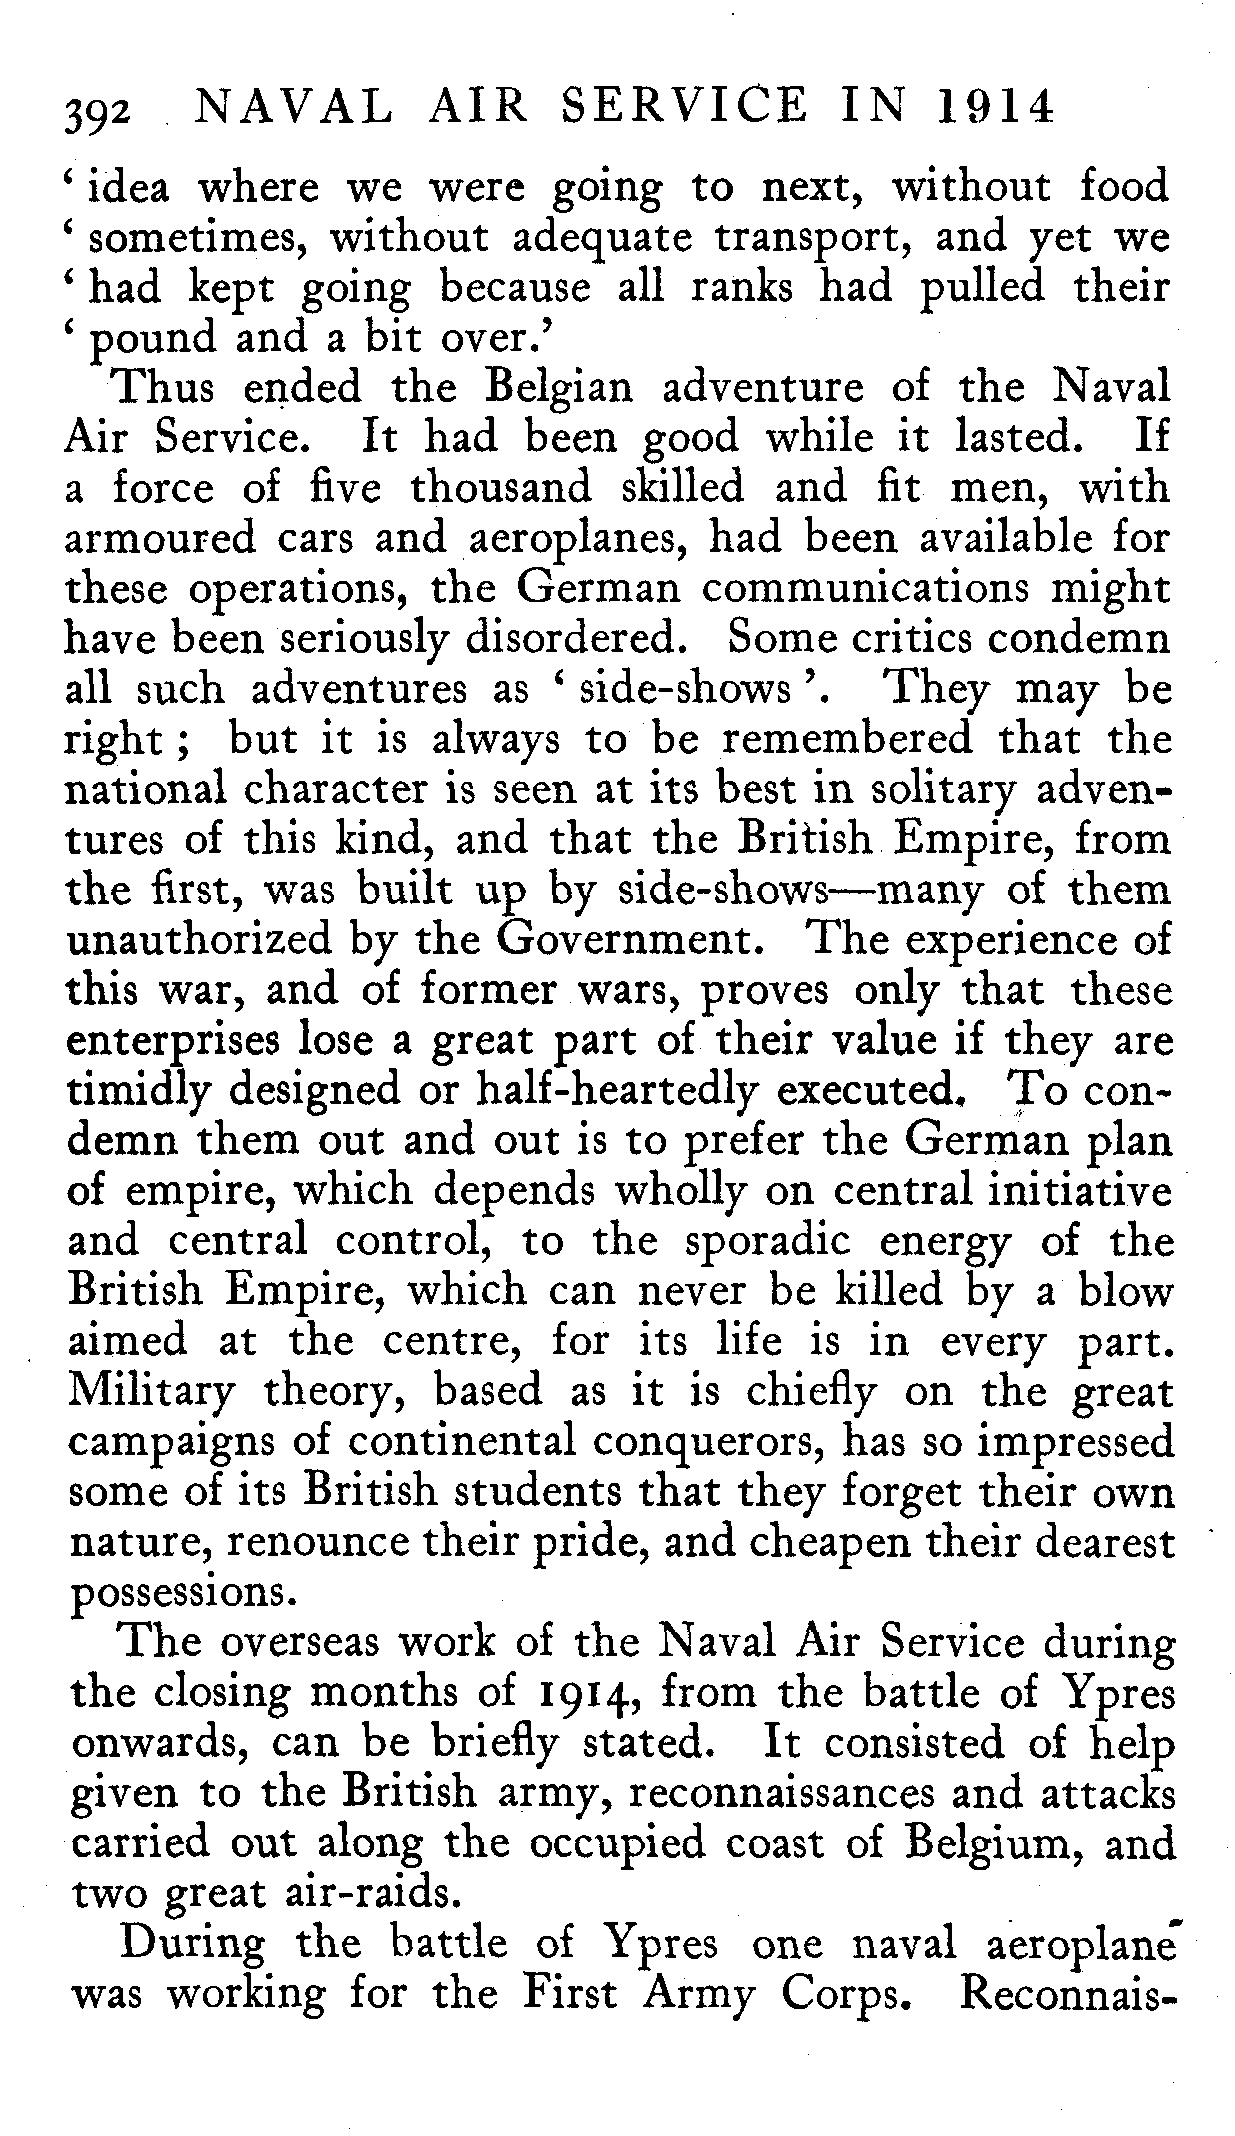 392 NAVAL AIR SERVICE IN 1914
‘ idea where we were going to next, without food
‘ sometimes, without adequate transport, and yet we
‘ had kept going because all ranks had pulled their
‘ pound and a bit over.’
Thus ended the Belgian adventure of the Naval
Air Service. It had been good while it lasted. If
a force of five thousand skilled and fit men, with
armoured cars and aeroplanes, had been available for
these operations, the German communications might
have been seriously disordered. Some critics condemn
all such adventures as ‘ side-shows ’. They may be
right ; but it is always to be remembered that the
national character is seen at its best in solitary adven-
tures of this kind, and that the British Empire, from
the first, was built up by side-shows—many of them
unauthorized by the Government. The experience of
this war, and of former wars, proves only that these
enterprises lose a great part of their value if they are
timidly designed or half-heartedly executed. To con-
demn them out and out is to prefer the German plan
of empire, which depends wholly on central initiative
and central control, to the sporadic energy of the
British Empire, which can never be killed by a blow
aimed at the centre, for its life is in every part.
Military theory, based as it is chiefly on the great
campaigns of continental conquerors, has so impressed
some of its British students that they forget their own
nature, renounce their pride, and cheapen their dearest
possessions.
The overseas work of the Naval Air Service during
the closing months of 1914, from the battle of Ypres
onwards, can be briefly stated. It consisted of help
given to the British army, reconnaissances and attacks
carried out along the occupied coast of Belgium, and
two great air-raids.
During the battle of Ypres one naval aeroplane
was working for the First Army Corps. Reconnais-